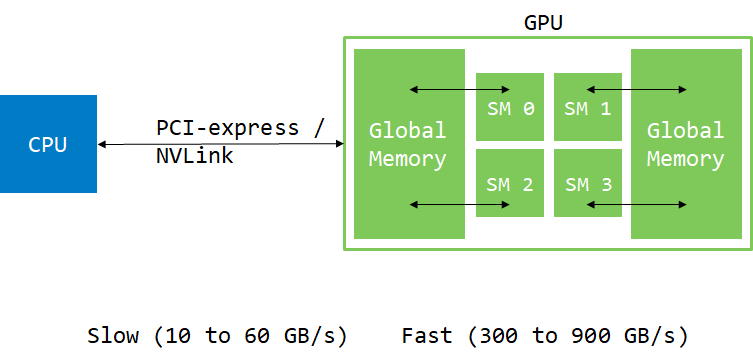 GPU
CPU
PCI-express /
NVLink
Global
Memory
SM 0
SM 1
SM 2
SM 3
Global
Memory
Slow (10 to 60 GB/s)
Fast (300 to 900 GB/s)